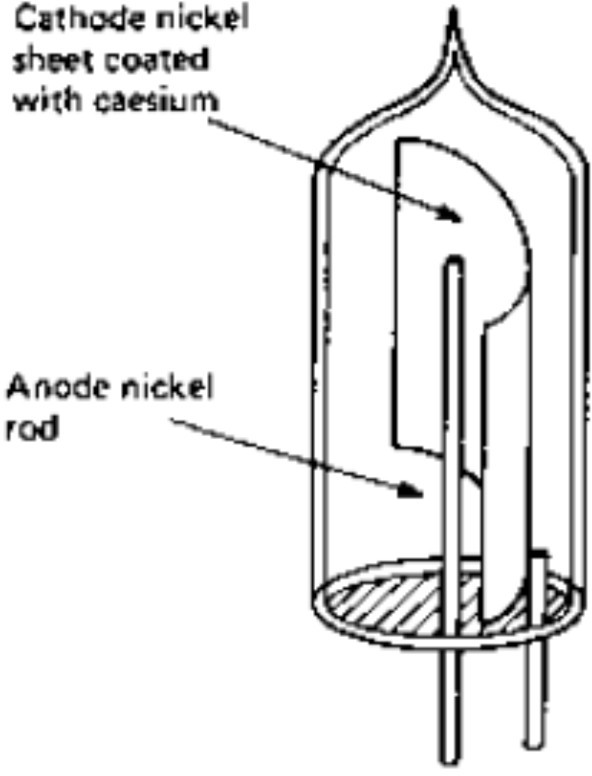 Cathode nickel
sheet coated
with caesium
Anode nickel
rod